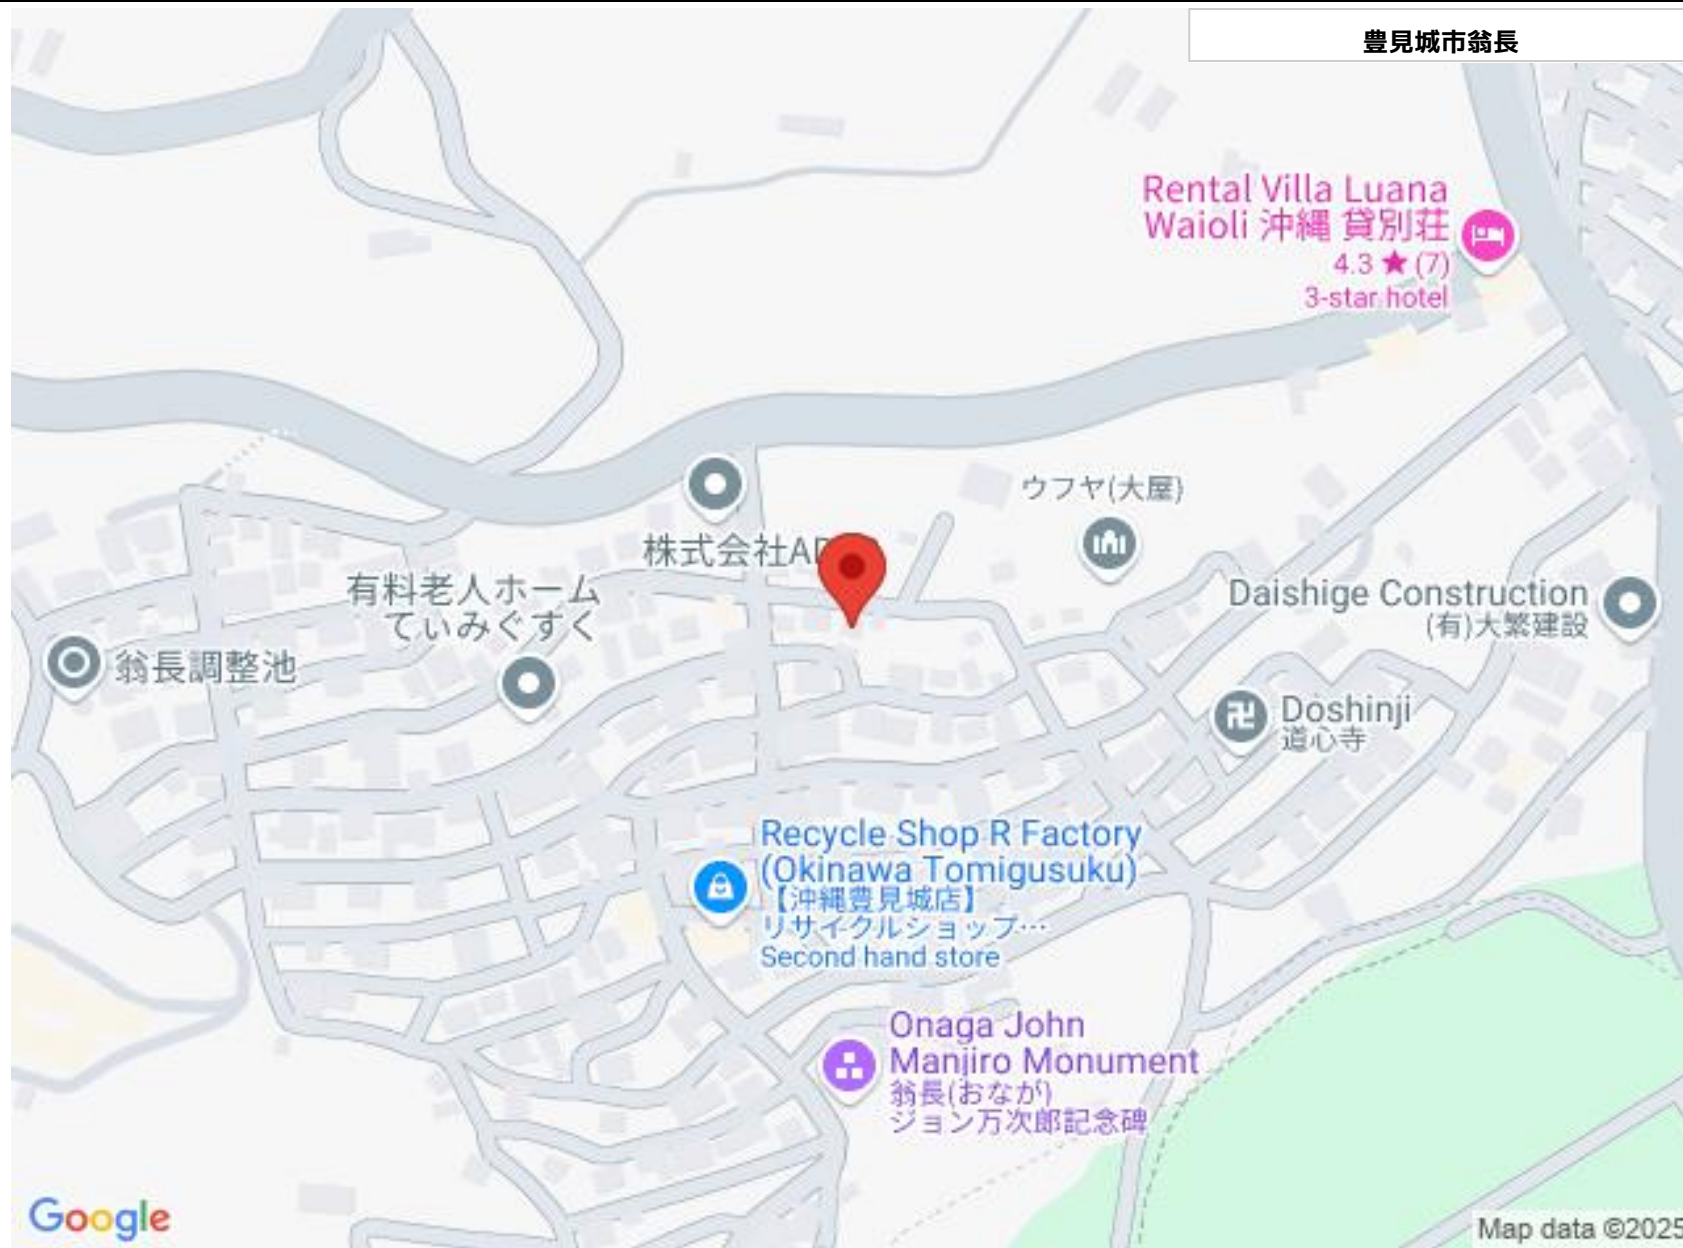 豊見城市翁長
Rental Villa Luana
Waioli 沖縄 貸別荘
4.3 ★ (7)
3-star hotel
ウフヤ(大屋)
株式会社
有料老人ホーム
てぃみぐすく
Daishige Construction
(有)大繁建設
翁長調整池
Doshinji
道心寺
Recycle Shop R Factory
(Okinawa Tomigusuku)
【沖縄豊見城店】
リサイクルショップ…
Second hand store
Onaga John
Manjiro Monument
翁長(おなが)
ジョン万次郎記念碑
Google
Map data ©2025